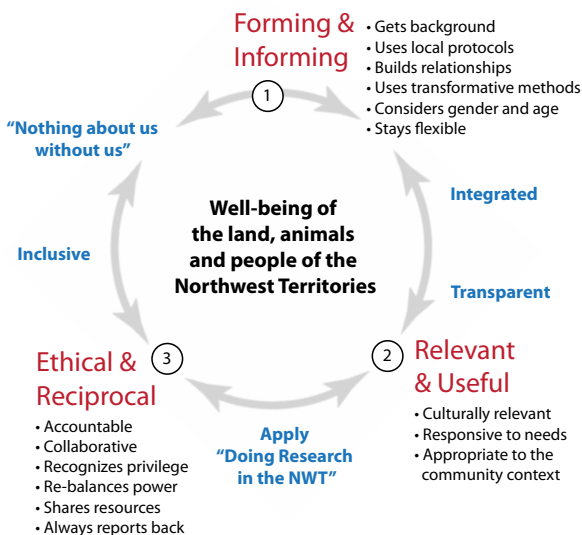 Forming &
Informing
1
• Gets background
• Uses local protocols
• Builds relationships
• Uses transformative methods
• Considers gender and age
• Stays flexible
“Nothing about us
without us”
Integrated
Well-being of
the land, animals
and people of the
Northwest Territories
Inclusive
Transparent
Ethical &
Reciprocal
3
• Accountable
• Collaborative
• Recognizes privilege
• Re-balances power
• Shares resources
• Always reports back
2
Relevant
& Useful
• Culturally relevant
• Responsive to needs
• Appropriate to the
community context
Apply
“Doing Research
in the NWT”